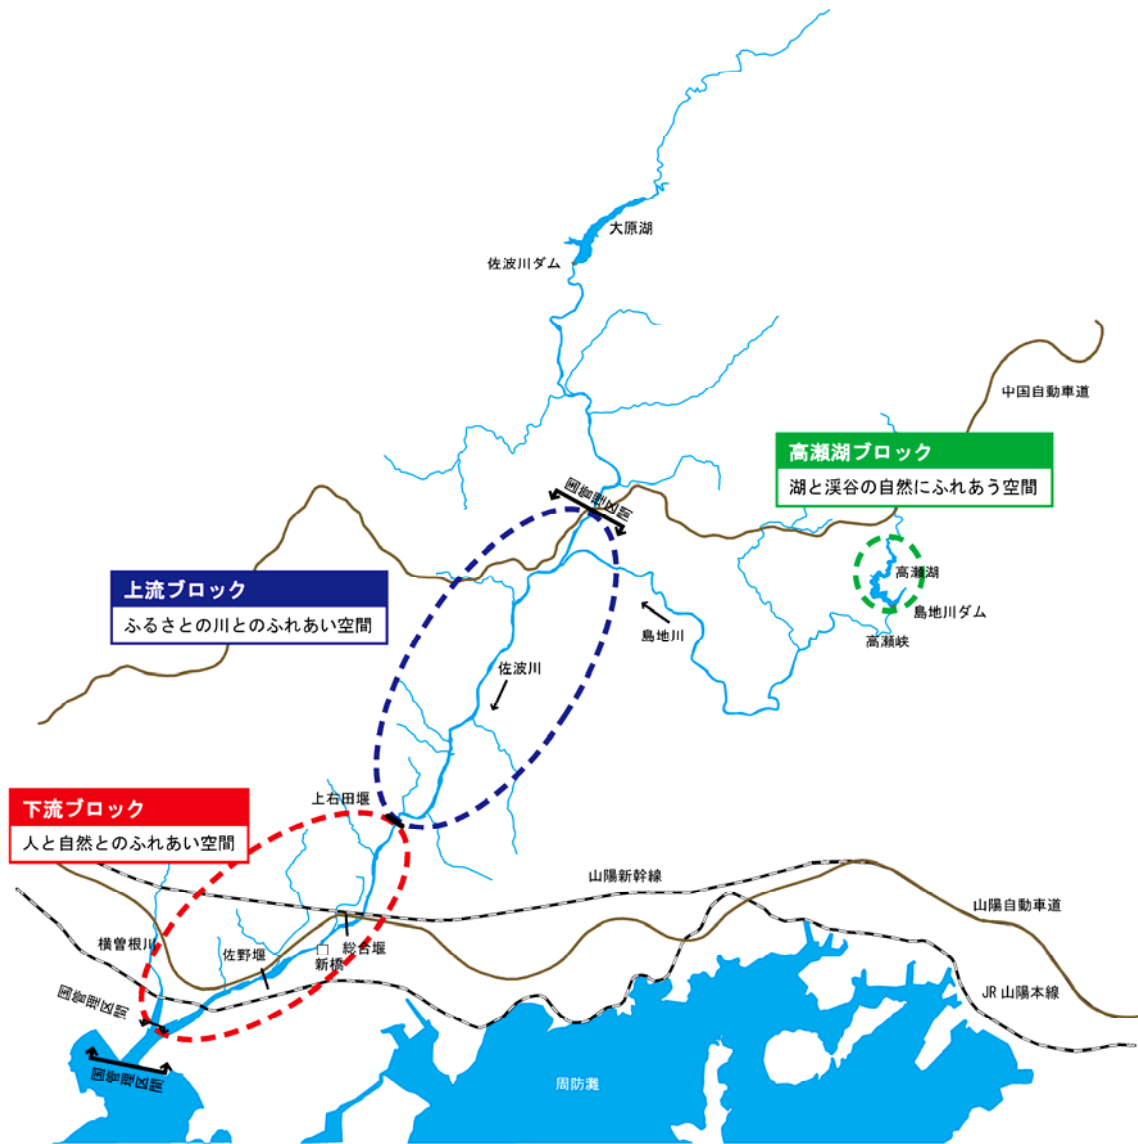 大原湖
佐波川ダム
中国自動車道
高瀬湖ブロック
湖と渓谷の自然にふれあう空間
国管理区間
上流ブロック
ふるさとの川とのふれあい空間
高瀬湖
島地川ダム
島地川
高瀬峡
佐波川
下流ブロック
人と自然とのふれあい空間
上右田堰
山陽新幹線
山陽自動車道
横曽根川
佐野堰
総合堰
新橋
国管理区間
JR 山陽本線
国管理区間
周防灘